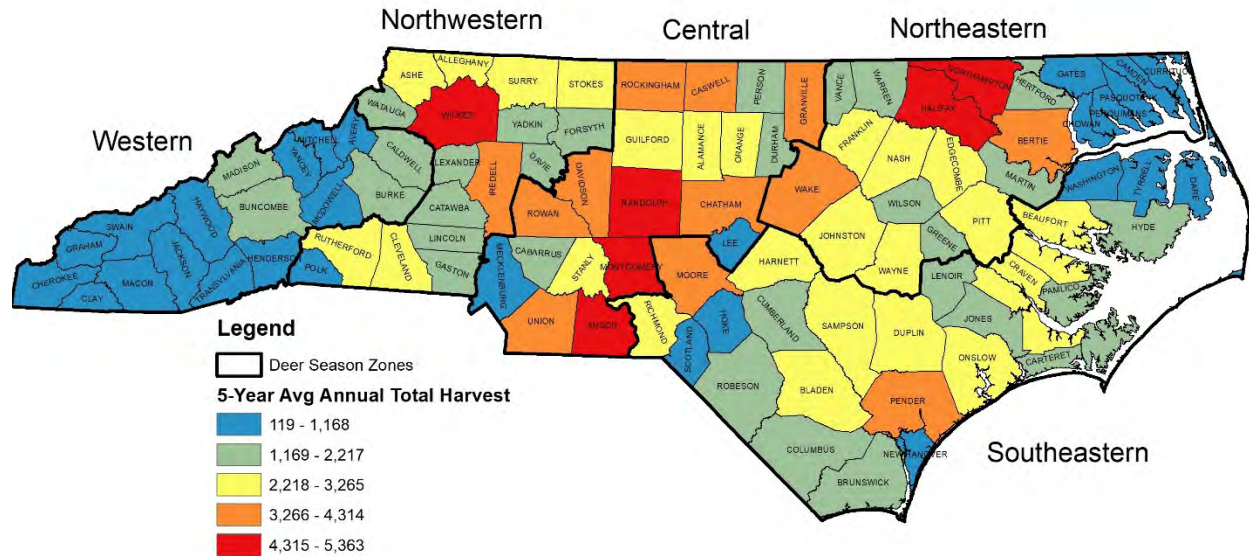 Northwestern
Central
Northeastern
Western
Southeastern
ASHE
ALLEGHANY
SURRY
STOKES
ROCKINGHAM
CASWELL
PERSON
GRANVILLE
VANCE
WARREN
NORTHAMPTON
HALIFAX
HERTFORD
GATES
CAMDEN
CURRITUC
PASQUOTANK
PERQUIMANS
CHOWAN
BERTIE
WATAUGA
WILKES
YADKIN
FORSYTH
GUILFORD
ALAMANCE
ORANGE
DURHAM
FRANKLIN
NASH
EDGECOMBE
MARTIN
WASHINGTON
TYRRELL
DARE
MITCHELL
AVERY
YANCEY
CALDWELL
LEXANDER
DAVIE
IREDELL
DAVIDSON
RANDOLPH
CHATHAM
WAKE
WILSON
PITT
BEAUFORT
HYDE
MADISON
BUNCOMBE
MCDOWELL
BURKE
CATAWBA
ROWAN
LEE
JOHNSTON
GREENE
WAYNE
SWAIN
HAYWOOD
GRAHAM
JACKSON
CHEROKEE
MACON
CLAY
TRANSYLVANIA
HENDERSO
RUTHERFORD
POLK
CLEVELAND
LINCOLN
GASTON
MECKLENBURG
CABARRUS
STANLY
MONTGOMERY
MOORE
HARNETT
LENOIR
CRAVEN
PAMLICO
JONES
CARTERET
UNION
ANSON
RICHMOND
SCOTLAND
HOKE
CUMBERLAND
SAMPSON
DUPLIN
ONSLOW
ROBESON
BLADEN
PENDER
NEW HANOVER
COLUMBUS
BRUNSWICK
Legend
Deer Season Zones
5-Year Avg Annual Total Harvest
119 - 1,168
1,169 - 2,217
2,218 - 3,265
3,266 - 4,314
4,315 - 5,363